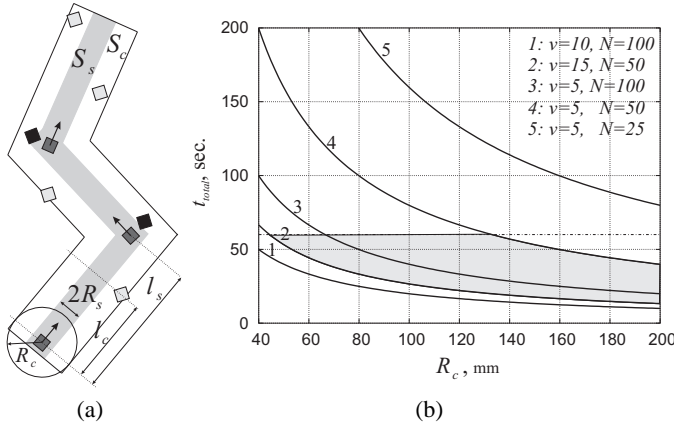 S_s
S_c
2R_s
l_s
l_c
R_c
(a)
200
150
100
50
0
t_total, sec.
1: v=10, N=100
2: v=15, N=50
3: v=5, N=100
4: v=5, N=50
5: v=5, N=25
5
4
3
2
1
40 60 80 100 120 140 160 180 200
R_c, mm
(b)